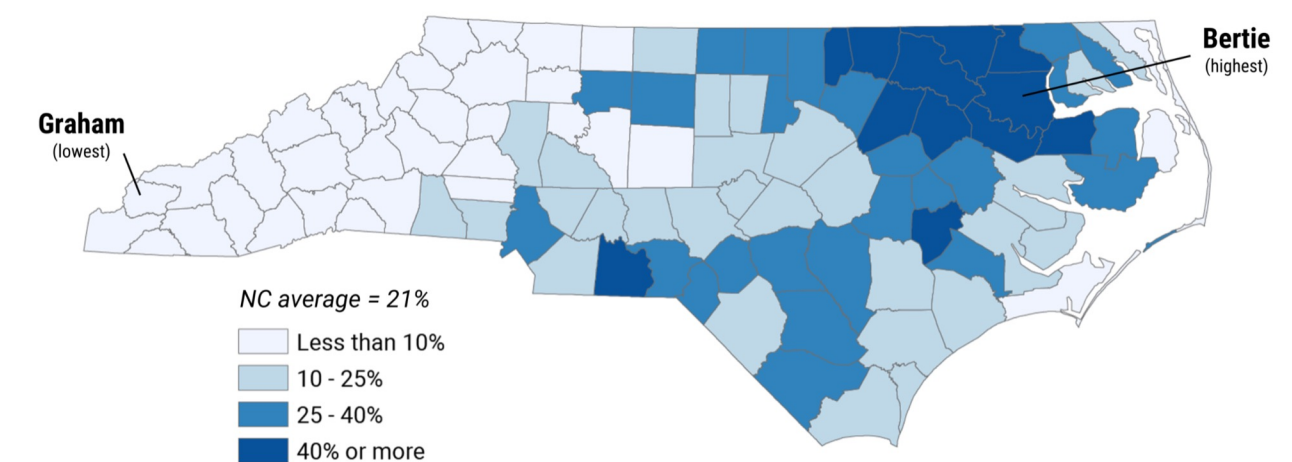 Bertie
(highest)
Graham
(lowest)
NC average = 21%
Less than 10%
10 - 25%
25 - 40%
40% or more